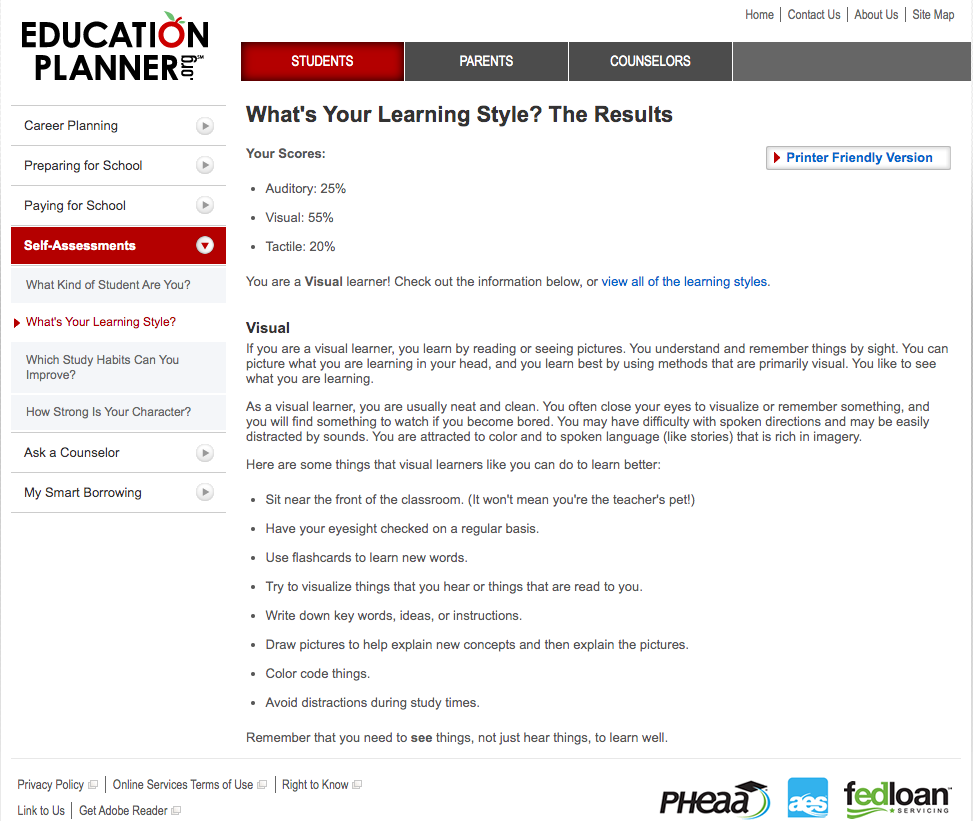 Home | Contact Us | About Us | Site Map
EDUCATION
PLANNER.org℠
STUDENTS PARENTS COUNSELORS
Career Planning
Preparing for School
Paying for School
Self-Assessments
What Kind of Student Are You?
What's Your Learning Style?
Which Study Habits Can You
Improve?
How Strong Is Your Character?
Ask a Counselor
My Smart Borrowing
What's Your Learning Style? The Results
Your Scores:
Printer Friendly Version
• Auditory: 25%
• Visual: 55%
• Tactile: 20%
You are a Visual learner! Check out the information below, or view all of the learning styles.
Visual
If you are a visual learner, you learn by reading or seeing pictures. You understand and remember things by sight. You can
picture what you are learning in your head, and you learn best by using methods that are primarily visual. You like to see
what you are learning.
As a visual learner, you are usually neat and clean. You often close your eyes to visualize or remember something, and
you will find something to watch if you become bored. You may have difficulty with spoken directions and may be easily
distracted by sounds. You are attracted to color and to spoken language (like stories) that is rich in imagery.
Here are some things that visual learners like you can do to learn better:
• Sit near the front of the classroom. (It won't mean you're the teacher's pet!)
• Have your eyesight checked on a regular basis.
• Use flashcards to learn new words.
• Try to visualize things that you hear or things that are read to you.
• Write down key words, ideas, or instructions.
• Draw pictures to help explain new concepts and then explain the pictures.
• Color code things.
• Avoid distractions during study times.
Remember that you need to see things, not just hear things, to learn well.
Privacy Policy | Online Services Terms of Use | Right to Know
Link to Us | Get Adobe Reader
PHEAA
aes
fedloan
SERVICING